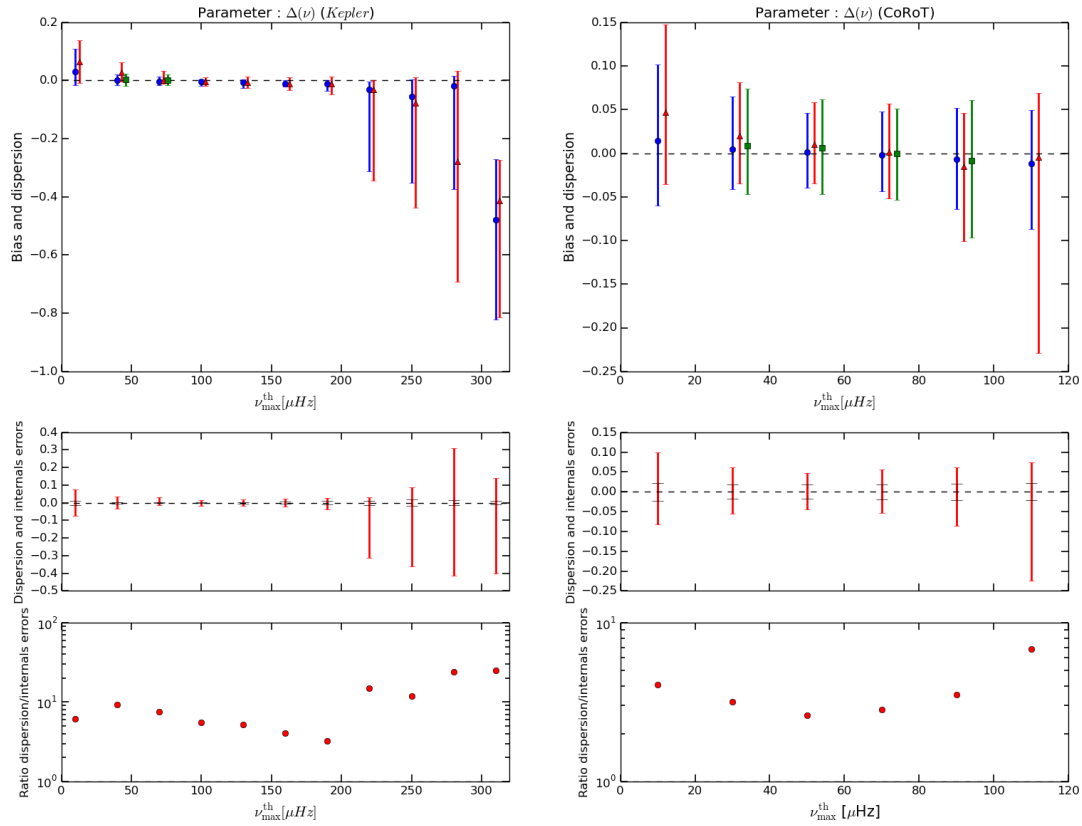 Parameter : Δ(ν) (Kepler)
0.2
0.0
−0.2
−0.4
−0.6
−0.8
−1.0
Bias and dispersion
0 50 100 150 200 250 300
ν_max^th [μHz]
Parameter : Δ(ν) (CoRoT)
0.15
0.10
0.05
0.00
−0.05
−0.10
−0.15
−0.20
−0.25
Bias and dispersion
0 20 40 60 80 100 120
ν_max^th [μHz]
0.4
0.3
0.2
0.1
0.0
−0.1
−0.2
−0.3
−0.4
−0.5
Dispersion and internals errors
0.15
0.10
0.05
0.00
−0.05
−0.10
−0.15
−0.20
−0.25
Dispersion and internals errors
10^2
10^1
10^0
Ratio dispersion/internals errors
0 50 100 150 200 250 300
ν_max^th [μHz]
10^1
10^0
Ratio dispersion/internals errors
0 20 40 60 80 100 120
ν_max^th [μHz]